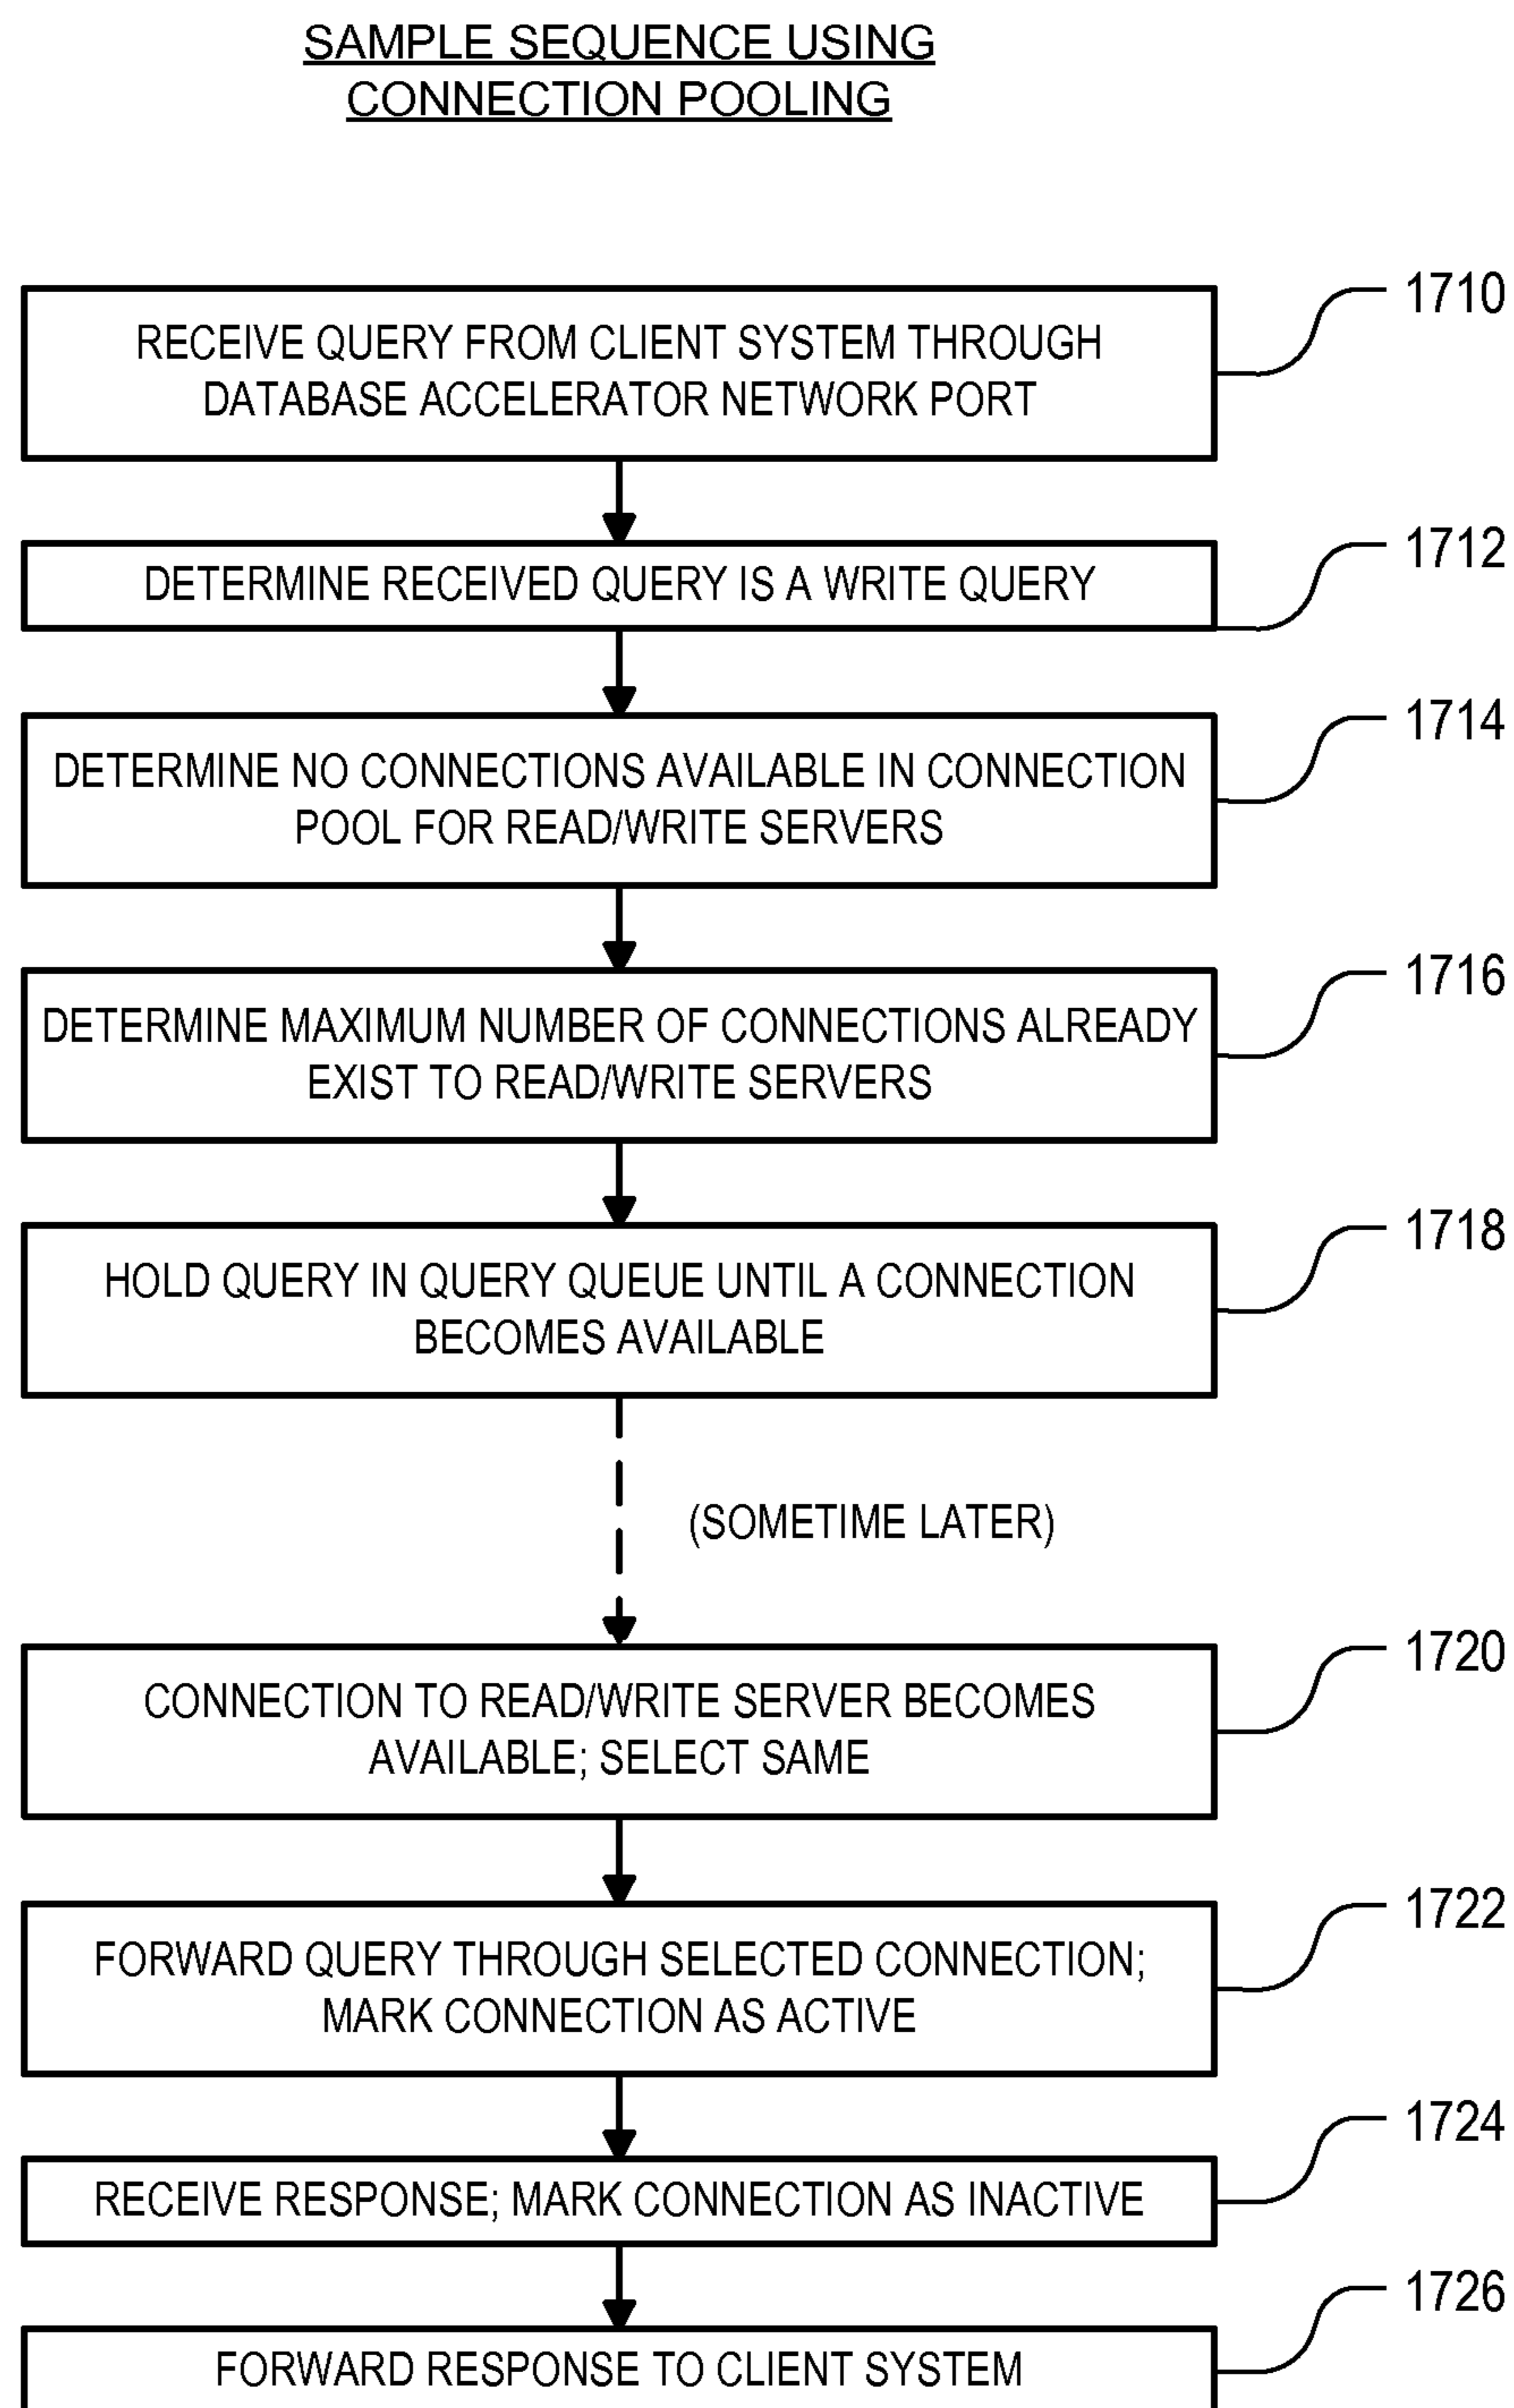 SAMPLE SEQUENCE USING
CONNECTION POOLING
1710
RECEIVE QUERY FROM CLIENT SYSTEM THROUGH
DATABASE ACCELERATOR NETWORK PORT
1712
DETERMINE RECEIVED QUERY IS A WRITE QUERY
1714
DETERMINE NO CONNECTIONS AVAILABLE IN CONNECTION
POOL FOR READ/WRITE SERVERS
1716
DETERMINE MAXIMUM NUMBER OF CONNECTIONS ALREADY
EXIST TO READ/WRITE SERVERS
1718
HOLD QUERY IN QUERY QUEUE UNTIL A CONNECTION
BECOMES AVAILABLE
(SOMETIME LATER)
1720
CONNECTION TO READ/WRITE SERVER BECOMES
AVAILABLE; SELECT SAME
1722
FORWARD QUERY THROUGH SELECTED CONNECTION;
MARK CONNECTION AS ACTIVE
1724
RECEIVE RESPONSE; MARK CONNECTION AS INACTIVE
1726
FORWARD RESPONSE TO CLIENT SYSTEM